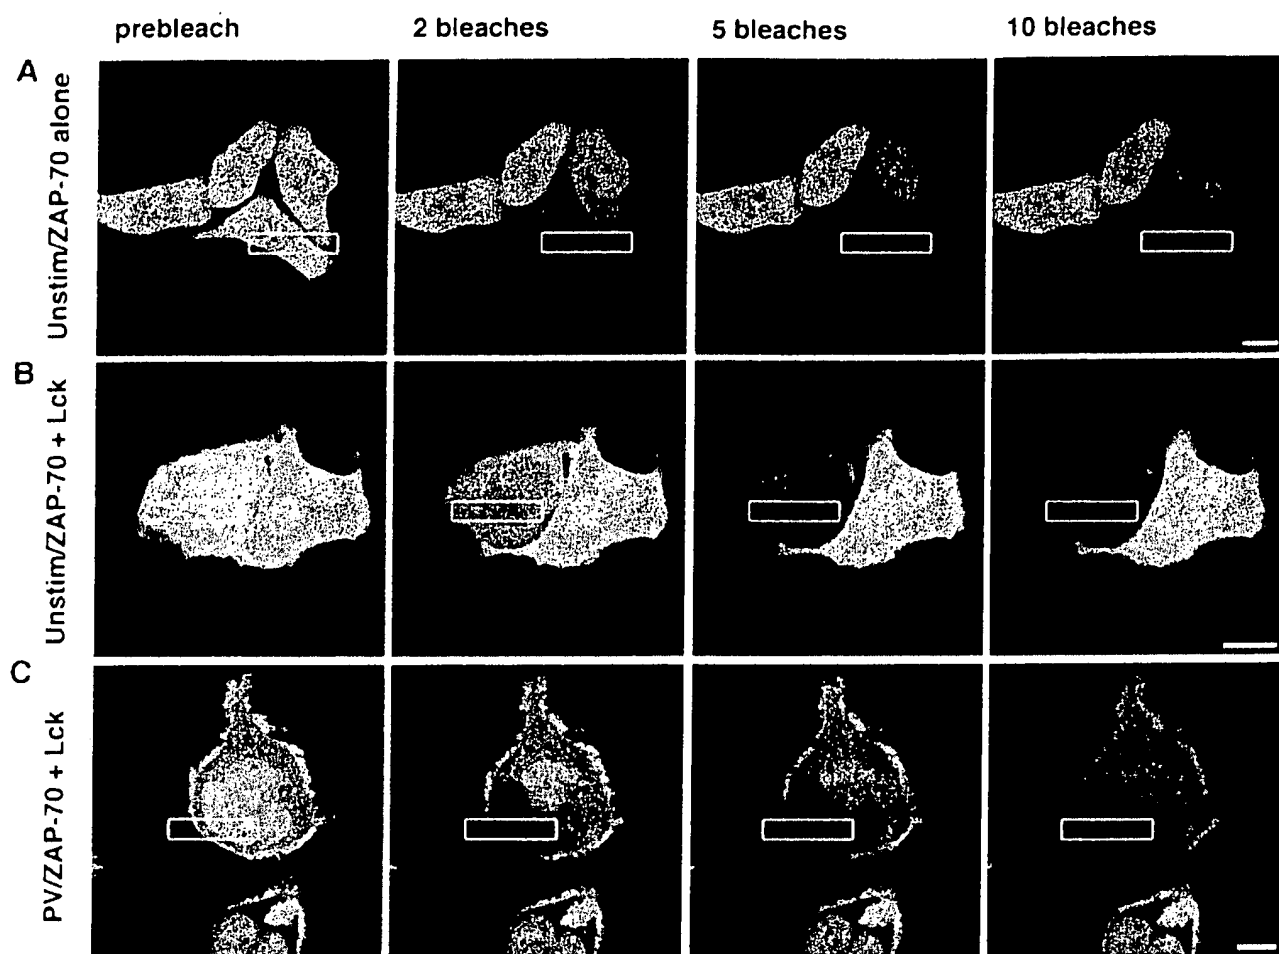 prebleach 2 bleaches 5 bleaches 10 bleaches
A
Unstim/ZAP-70 alone
B
Unstim/ZAP-70 + Lck
C
PV/ZAP-70 + Lck